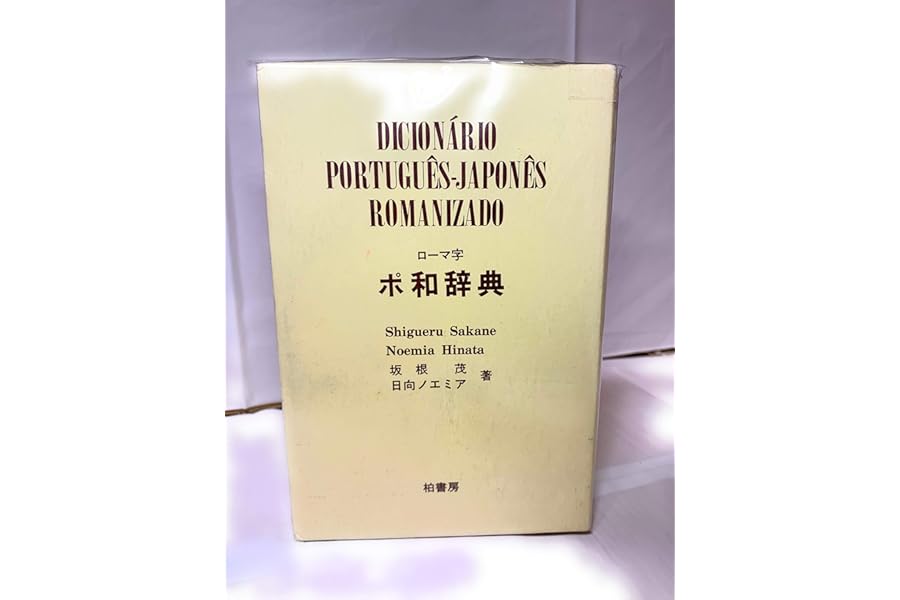 DICIONÁRIO
PORTUGUÊS-JAPONÊS
ROMANIZADO
ローマ字
ポ和辞典
Shigueru Sakane
Noemia Hinata
坂根 茂
日向ノエミア 著
柏書房